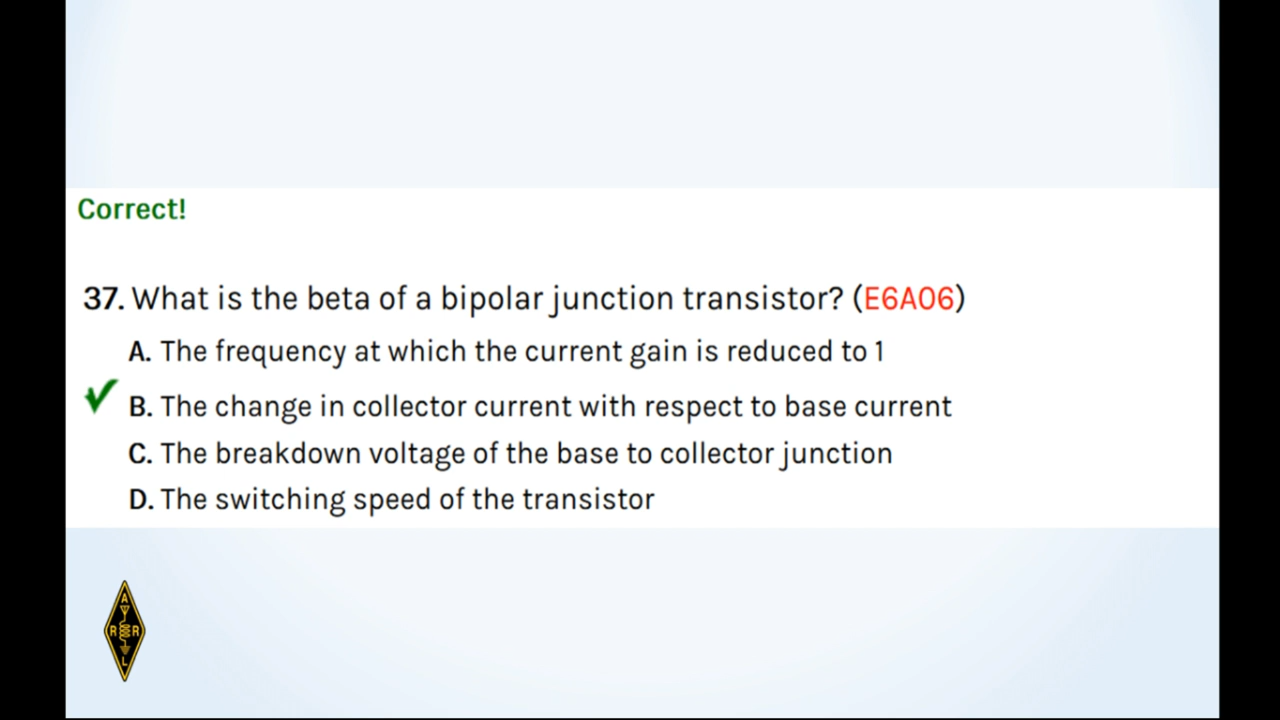 Correct!
37. What is the beta of a bipolar junction transistor? (E6A06)
A. The frequency at which the current gain is reduced to 1
B. The change in collector current with respect to base current
C. The breakdown voltage of the base to collector junction
D. The switching speed of the transistor
A
R R
L